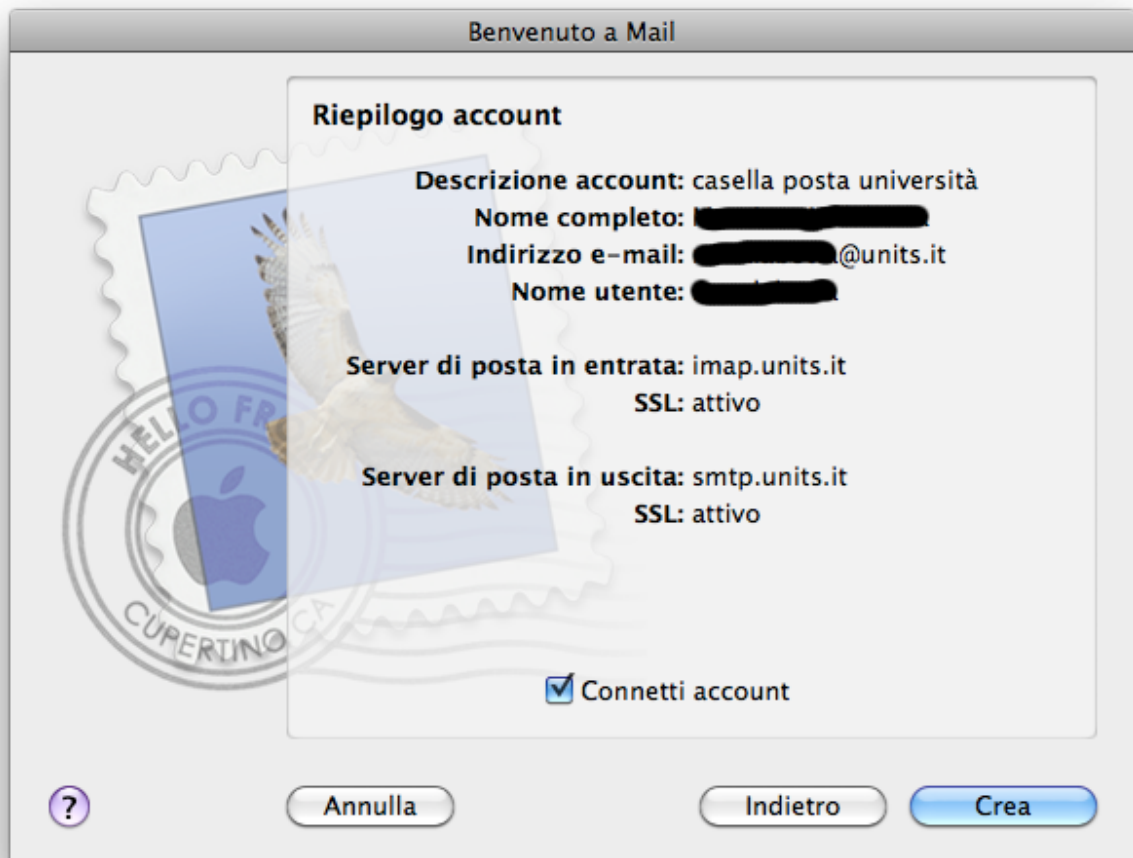 Benvenuto a Mail
Riepilogo account
Descrizione account: casella posta università
Nome completo:
Indirizzo e-mail: @units.it
Nome utente:
Server di posta in entrata: imap.units.it
SSL: attivo
Server di posta in uscita: smtp.units.it
SSL: attivo
HELLO FRO
CUPERTINO CA
Connetti account
?
Annulla
Indietro
Crea